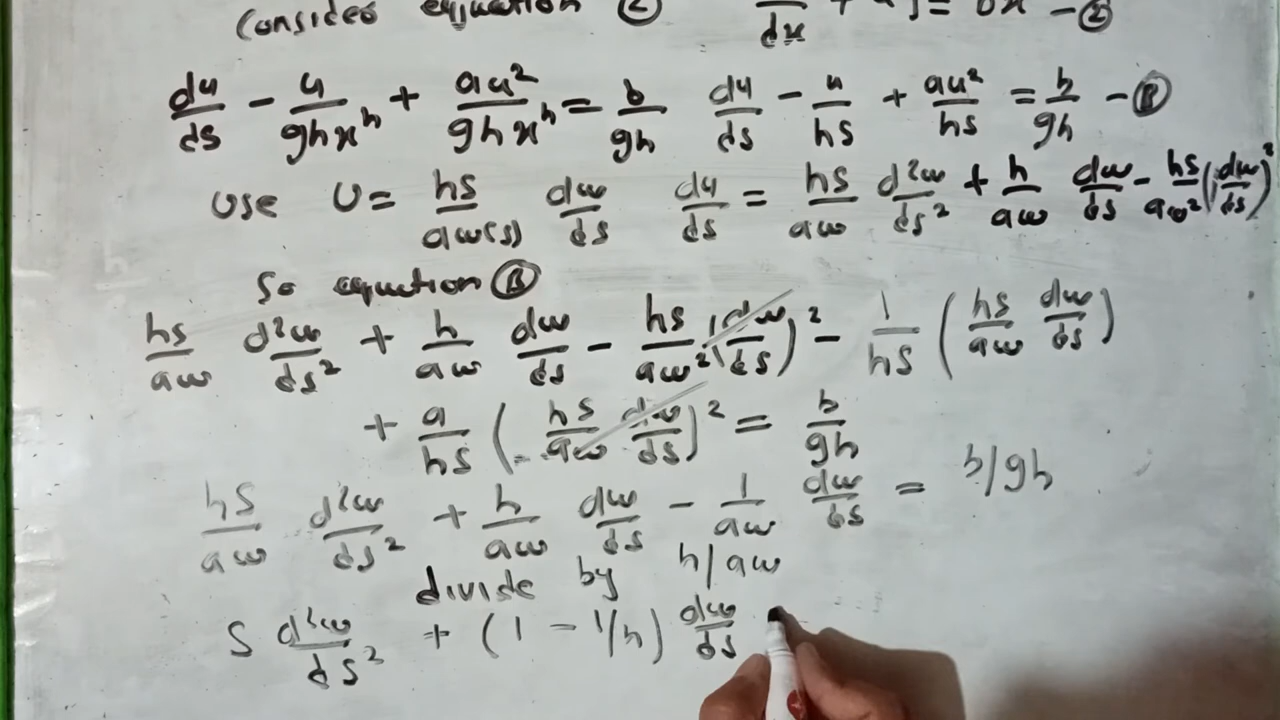 Consider equation ② /dx + = bx - ②
du/ds - u/ghx^n + au²/ghx^n = b/gh du/ds - u/hs + au²/hs = b/gh - Ⓑ
use U = hs/aw(s) dw/ds du/ds = hs/aw d²w/ds² + h/aw dw/ds - hs/aw² (dw/ds)²
So equation Ⓑ
hs/aw d²w/ds² + h/aw dw/ds - hs/aw² (dw/ds)² - 1/hs (hs/aw dw/ds)
+ a/hs (hs/aw dw/ds)² = b/gh
hs/aw d²w/ds² + h/aw dw/ds - 1/aw dw/ds = b/gh
divide by h/aw
s d²w/ds² + (1 - 1/h) dw/ds